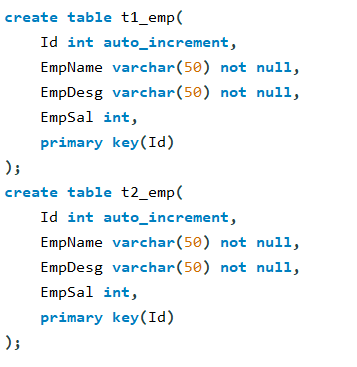 create table t1_emp(
    Id int auto_increment,
    EmpName varchar(50) not null,
    EmpDesg varchar(50) not null,
    EmpSal int,
    primary key(Id)
);
create table t2_emp(
    Id int auto_increment,
    EmpName varchar(50) not null,
    EmpDesg varchar(50) not null,
    EmpSal int,
    primary key(Id)
);